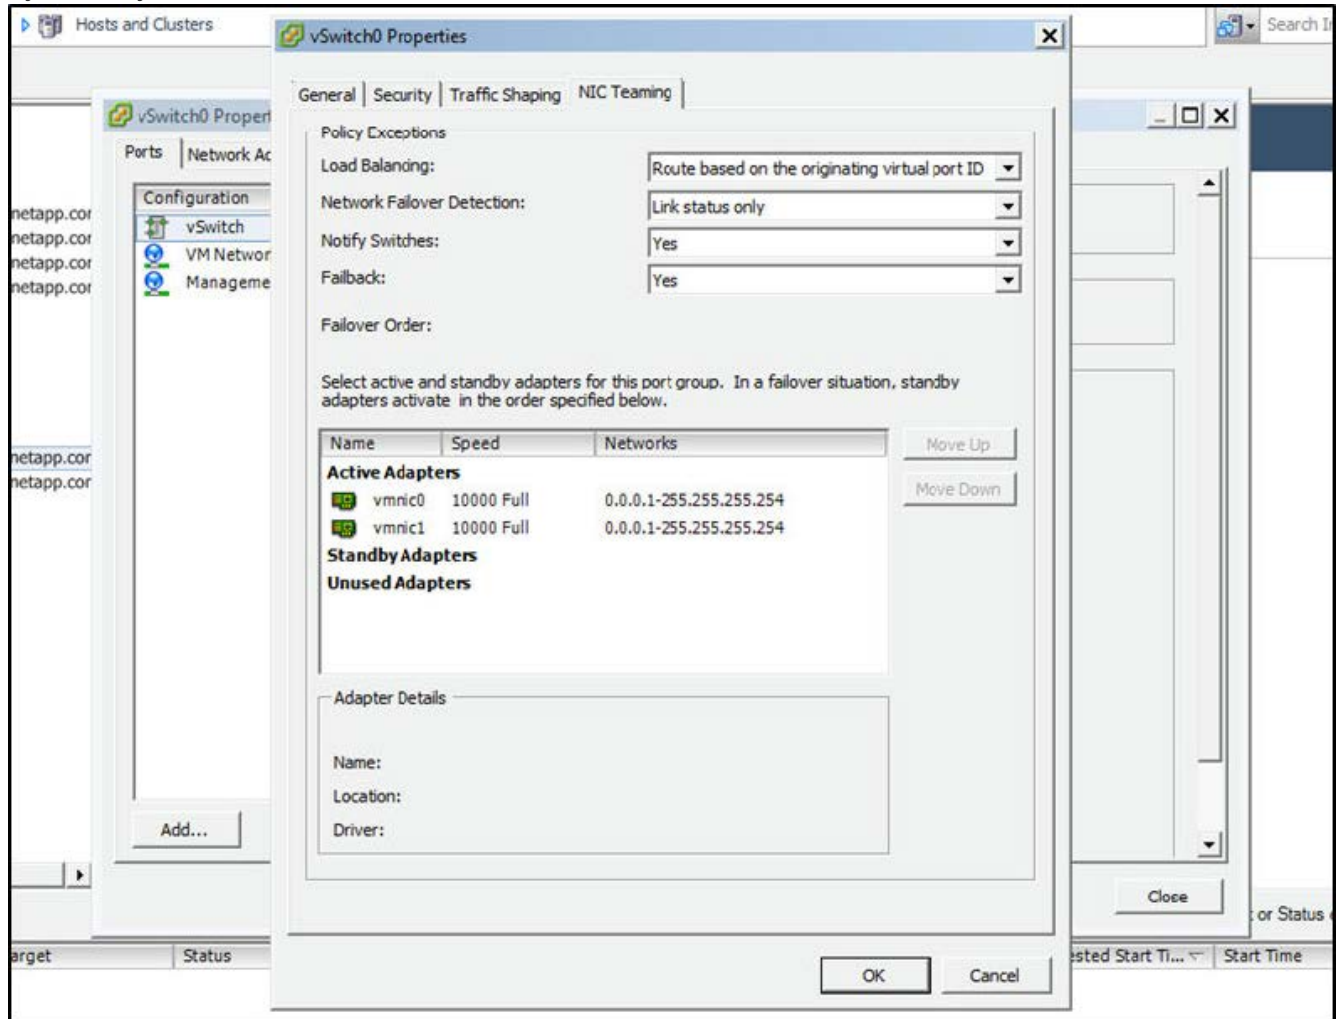 Hosts and Clusters
Search In
vSwitch0 Properties
vSwitch0 Proper
Ports
Network Ac
Configuration
vSwitch
VM Networ
Manageme
Add...
netapp.cor
netapp.cor
netapp.cor
netapp.cor
netapp.cor
netapp.cor
General
Security
Traffic Shaping
NIC Teaming
Policy Exceptions
Load Balancing:
Route based on the originating virtual port ID
Network Failover Detection:
Link status only
Notify Switches:
Yes
Failback:
Yes
Failover Order:
Select active and standby adapters for this port group. In a failover situation, standby
adapters activate in the order specified below.
Name Speed Networks
Active Adapters
vmnic0 10000 Full 0.0.0.1-255.255.255.254
vmnic1 10000 Full 0.0.0.1-255.255.255.254
Standby Adapters
Unused Adapters
Move Up
Move Down
Adapter Details
Name:
Location:
Driver:
OK
Cancel
Close
or Status
arget
Status
ested Start Ti...
Start Time